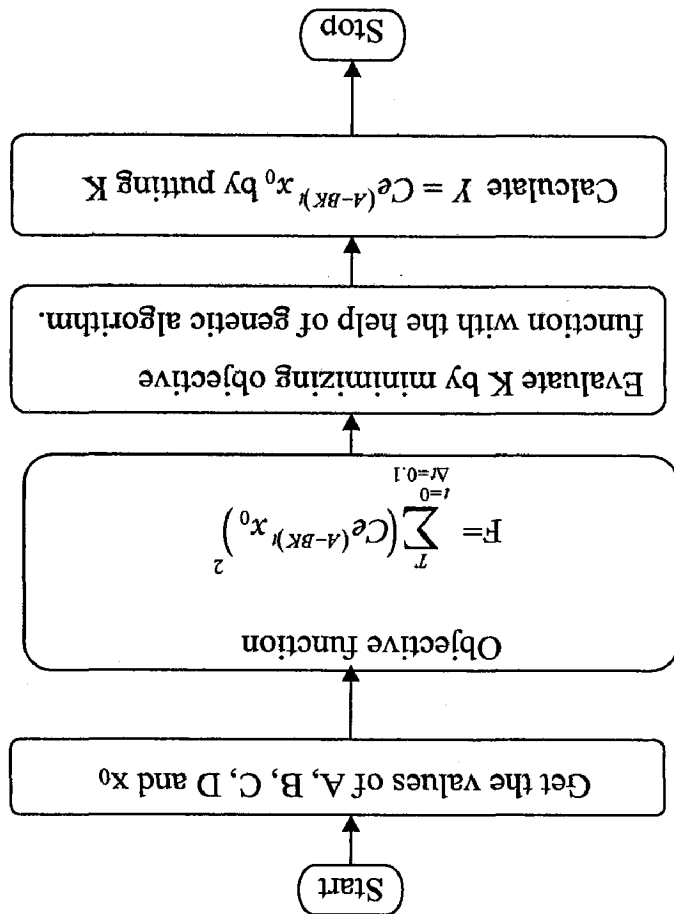 Start
Get the values of A, B, C, D and x₀
Objective function
F= \sum_{t=0, Δt=0.1}^{T} (Ce^{(A-BK)t} x₀)²
Evaluate K by minimizing objective
function with the help of genetic algorithm.
Calculate Y = Ce^{(A-BK)t} x₀ by putting K
Stop